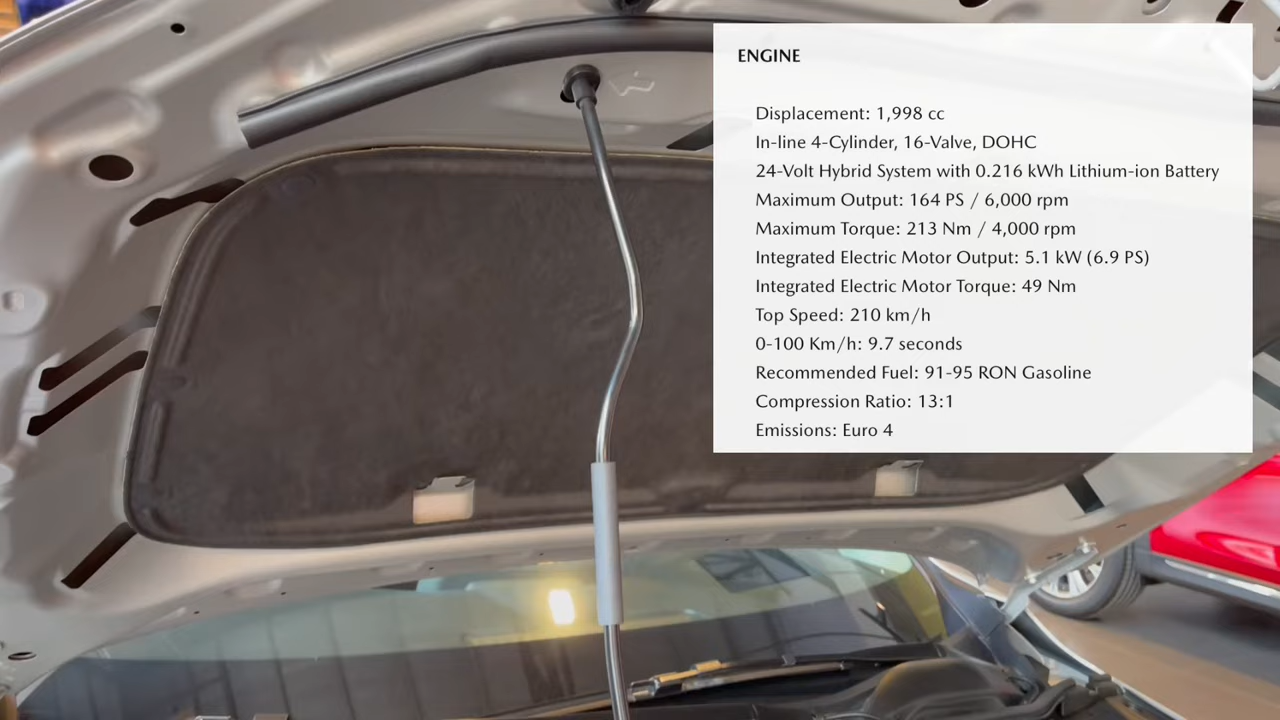 ENGINE
Displacement: 1,998 cc
In-line 4-Cylinder, 16-Valve, DOHC
24-Volt Hybrid System with 0.216 kWh Lithium-ion Battery
Maximum Output: 164 PS / 6,000 rpm
Maximum Torque: 213 Nm / 4,000 rpm
Integrated Electric Motor Output: 5.1 kW (6.9 PS)
Integrated Electric Motor Torque: 49 Nm
Top Speed: 210 km/h
0-100 Km/h: 9.7 seconds
Recommended Fuel: 91-95 RON Gasoline
Compression Ratio: 13:1
Emissions: Euro 4